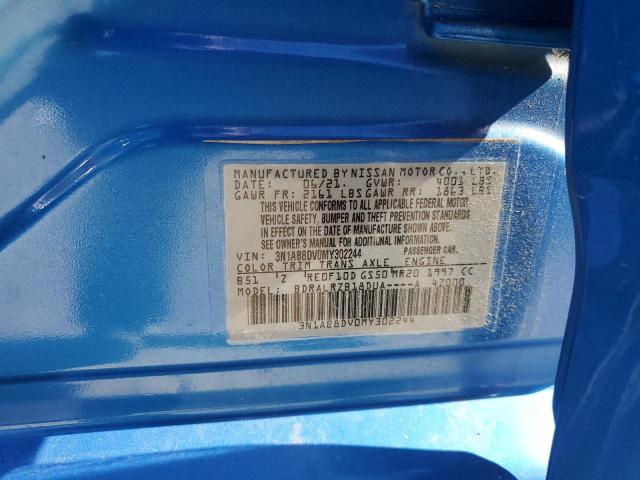 MANUFACTURED BY NISSAN MOTOR CO., LTD.
DATE: 06/21. GVWR: 4001 LBS
GAWR FR: 2161 LBS GAWR RR: 1863 LBS
THIS VEHICLE CONFORMS TO ALL APPLICABLE FEDERAL MOTOR
VEHICLE SAFETY, BUMPER AND THEFT PREVENTION STANDARDS
IN EFFECT ON THE DATE OF MANUFACTURE SHOWN ABOVE.
SEE OWNER'S MANUAL FOR ADDITIONAL INFORMATION.
VIN: 3N1AB8DV0MY302244 PASSENGER CAR
COLOR TRIM TRANS AXLE ENGINE
B51 'Z 'RE0F10D GS50 MR20 1997 CC
MODEL: BDRALRZB18DUA----A
3N1AB8DV0MY302244